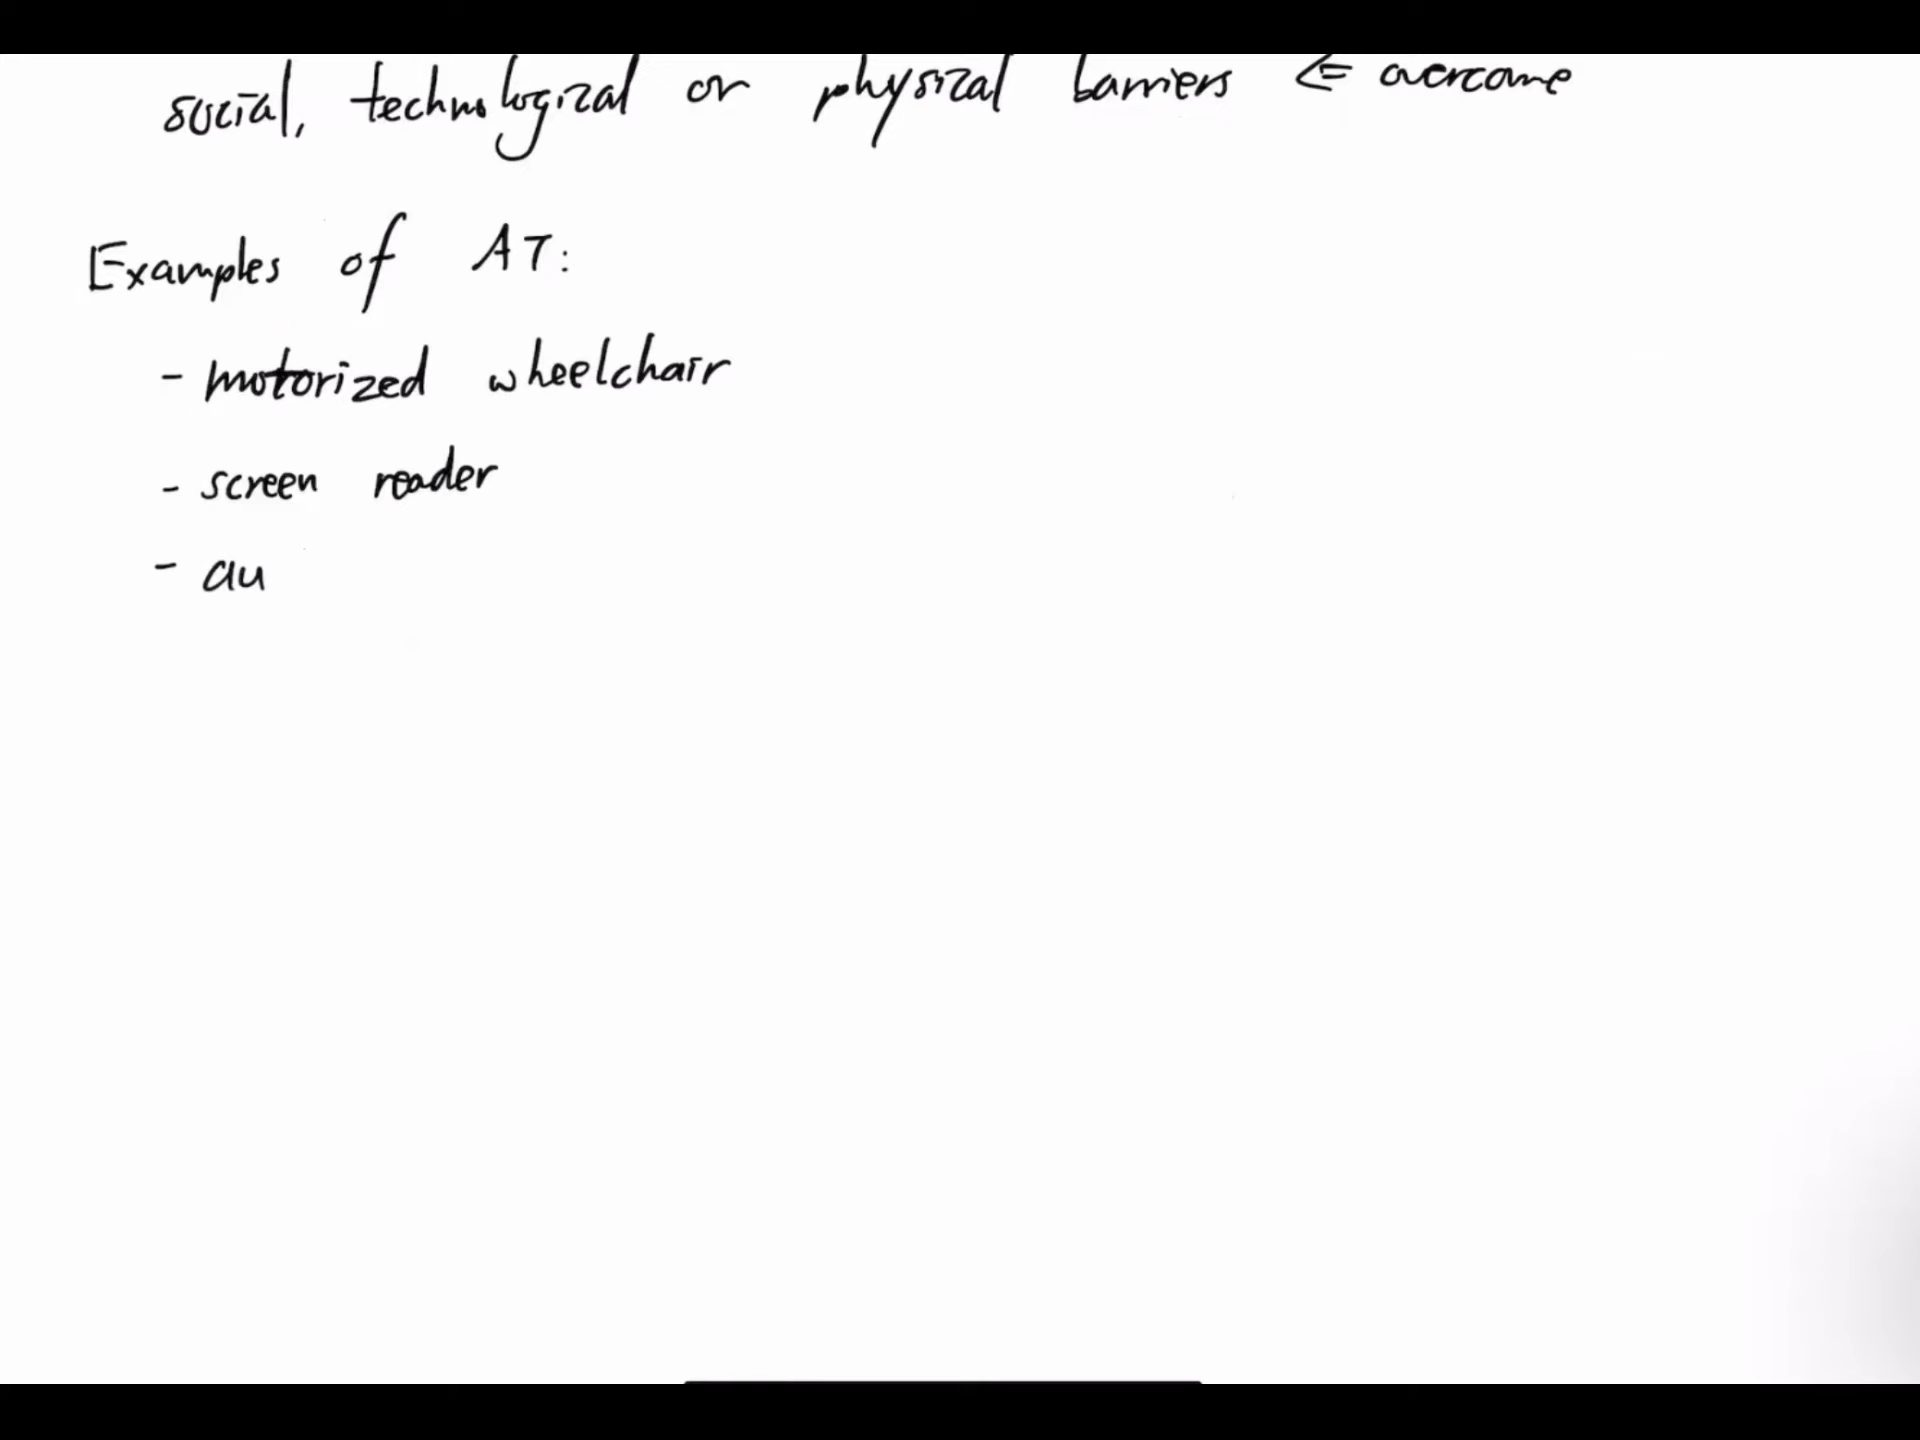 social, technological or physical barriers <= overcome
Examples of AT:
- motorized wheelchair
- screen reader
- au